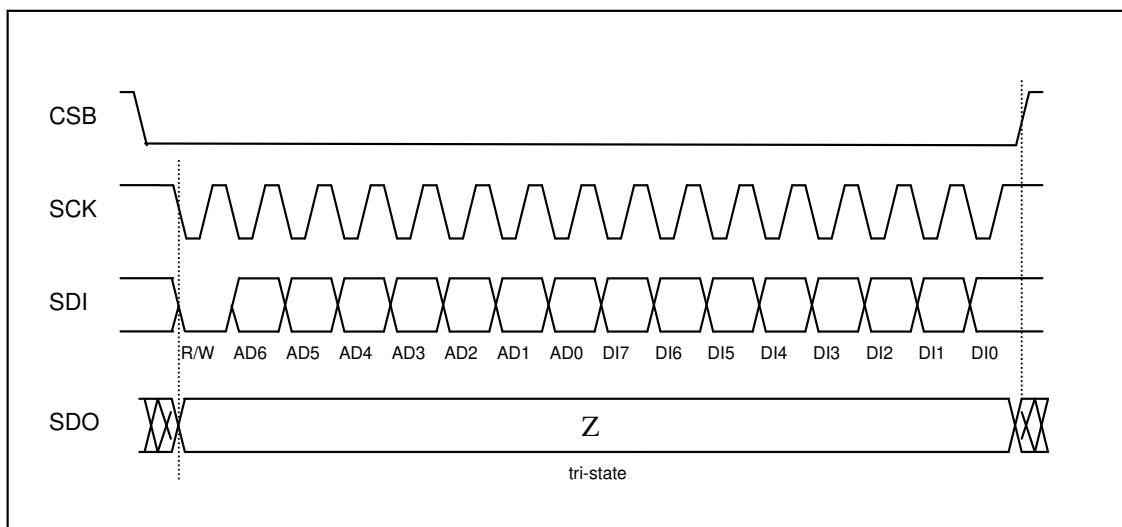 CSB
SCK
SDI
R/W AD6 AD5 AD4 AD3 AD2 AD1 AD0 DI7 DI6 DI5 DI4 DI3 DI2 DI1 DI0
SDO
Z
tri-state